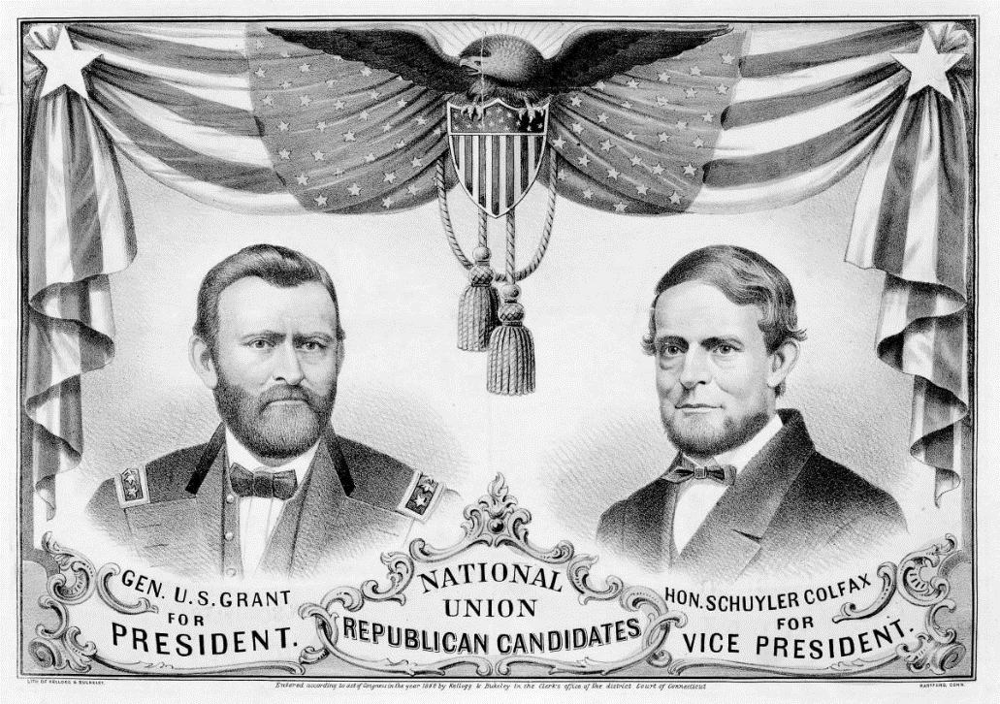 GEN. U.S. GRANT
FOR
PRESIDENT.
NATIONAL
UNION
REPUBLICAN CANDIDATES
HON. SCHUYLER COLFAX
FOR
VICE PRESIDENT.
LITH OF KELLOGG & BULKELEY.
Entered according to act of Congress in the year 1868 by Kellogg & Bukeley in the Clerk's office of the district Court of Connecticut
HARTFORD, CONN.